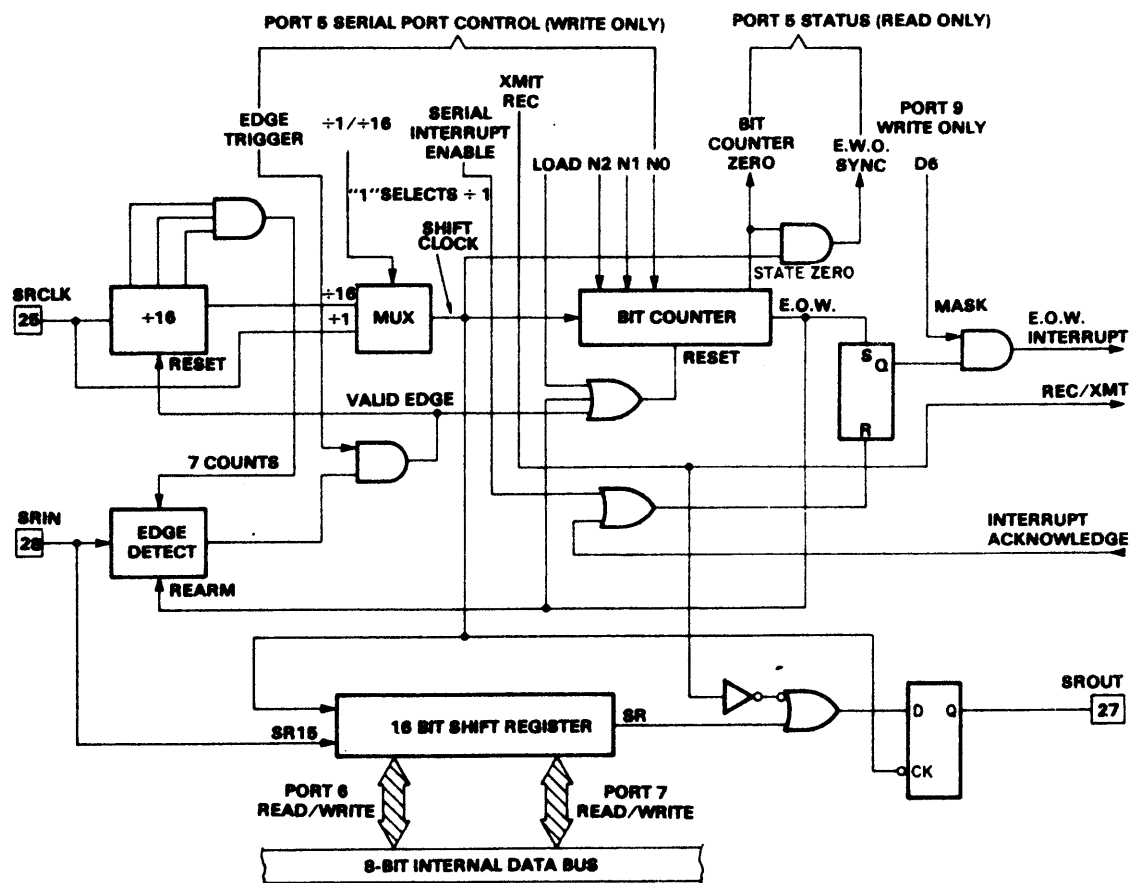 PORT 5 SERIAL PORT CONTROL (WRITE ONLY)
PORT 5 STATUS (READ ONLY)
XMIT
REC
EDGE
TRIGGER
÷1/÷16
SERIAL
INTERRUPT
ENABLE
BIT
COUNTER
ZERO
E.W.O.
SYNC
PORT 9
WRITE ONLY
D6
LOAD N2 N1 N0
"1" SELECTS ÷ 1
SHIFT
CLOCK
STATE ZERO
SRCLK
25
÷16
RESET
÷16
÷1
MUX
BIT COUNTER
RESET
E.O.W.
MASK
E.O.W.
INTERRUPT
S
Q
R
REC/XMT
VALID EDGE
7 COUNTS
SRIN
28
EDGE
DETECT
REARM
INTERRUPT
ACKNOWLEDGE
SR15
16 BIT SHIFT REGISTER
SR
D
Q
CK
SROUT
27
PORT 6
READ/WRITE
PORT 7
READ/WRITE
8-BIT INTERNAL DATA BUS